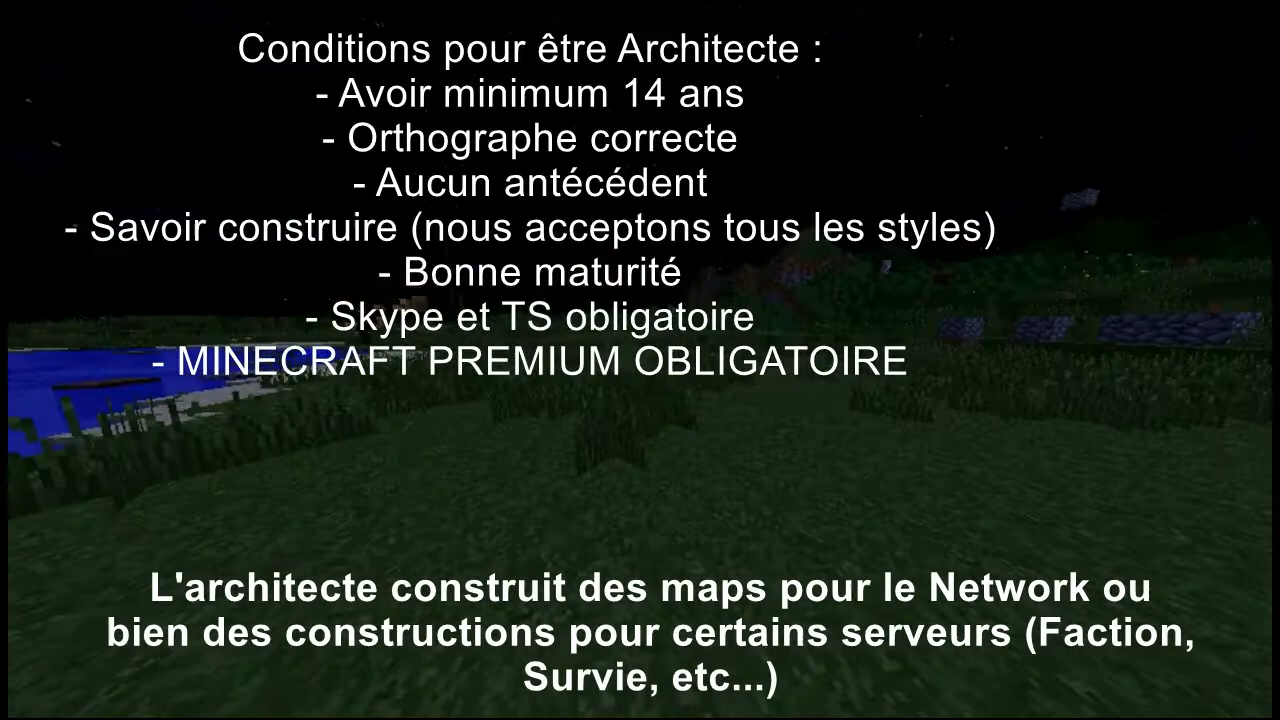 Conditions pour être Architecte :
- Avoir minimum 14 ans
- Orthographe correcte
- Aucun antécédent
- Savoir construire (nous acceptons tous les styles)
- Bonne maturité
- Skype et TS obligatoire
- MINECRAFT PREMIUM OBLIGATOIRE
L'architecte construit des maps pour le Network ou
bien des constructions pour certains serveurs (Faction,
Survie, etc...)